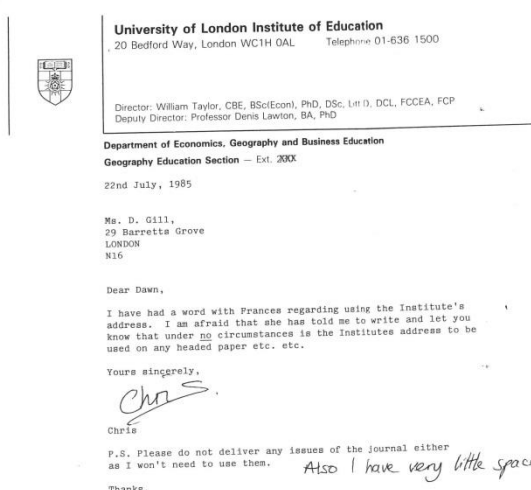 University of London Institute of Education
20 Bedford Way, London WC1H 0AL Telephone 01-636 1500
Director: William Taylor, CBE, BSc(Econ), PhD, DSc, Litt D, DCL, FCCEA, FCP
Deputy Director: Professor Denis Lawton, BA, PhD
Department of Economics, Geography and Business Education
Geography Education Section — Ext.
22nd July, 1985
Ms. D. Gill,
29 Barretts Grove
LONDON
N16
Dear Dawn,
I have had a word with Frances regarding using the Institute's
address. I am afraid that she has told me to write and let you
know that under no circumstances is the Institutes address to be
used on any headed paper etc. etc.
Yours sincerely,
Chris.
Chris
P.S. Please do not deliver any issues of the journal either
as I won't need to use them. Also I have very little
Thanks.